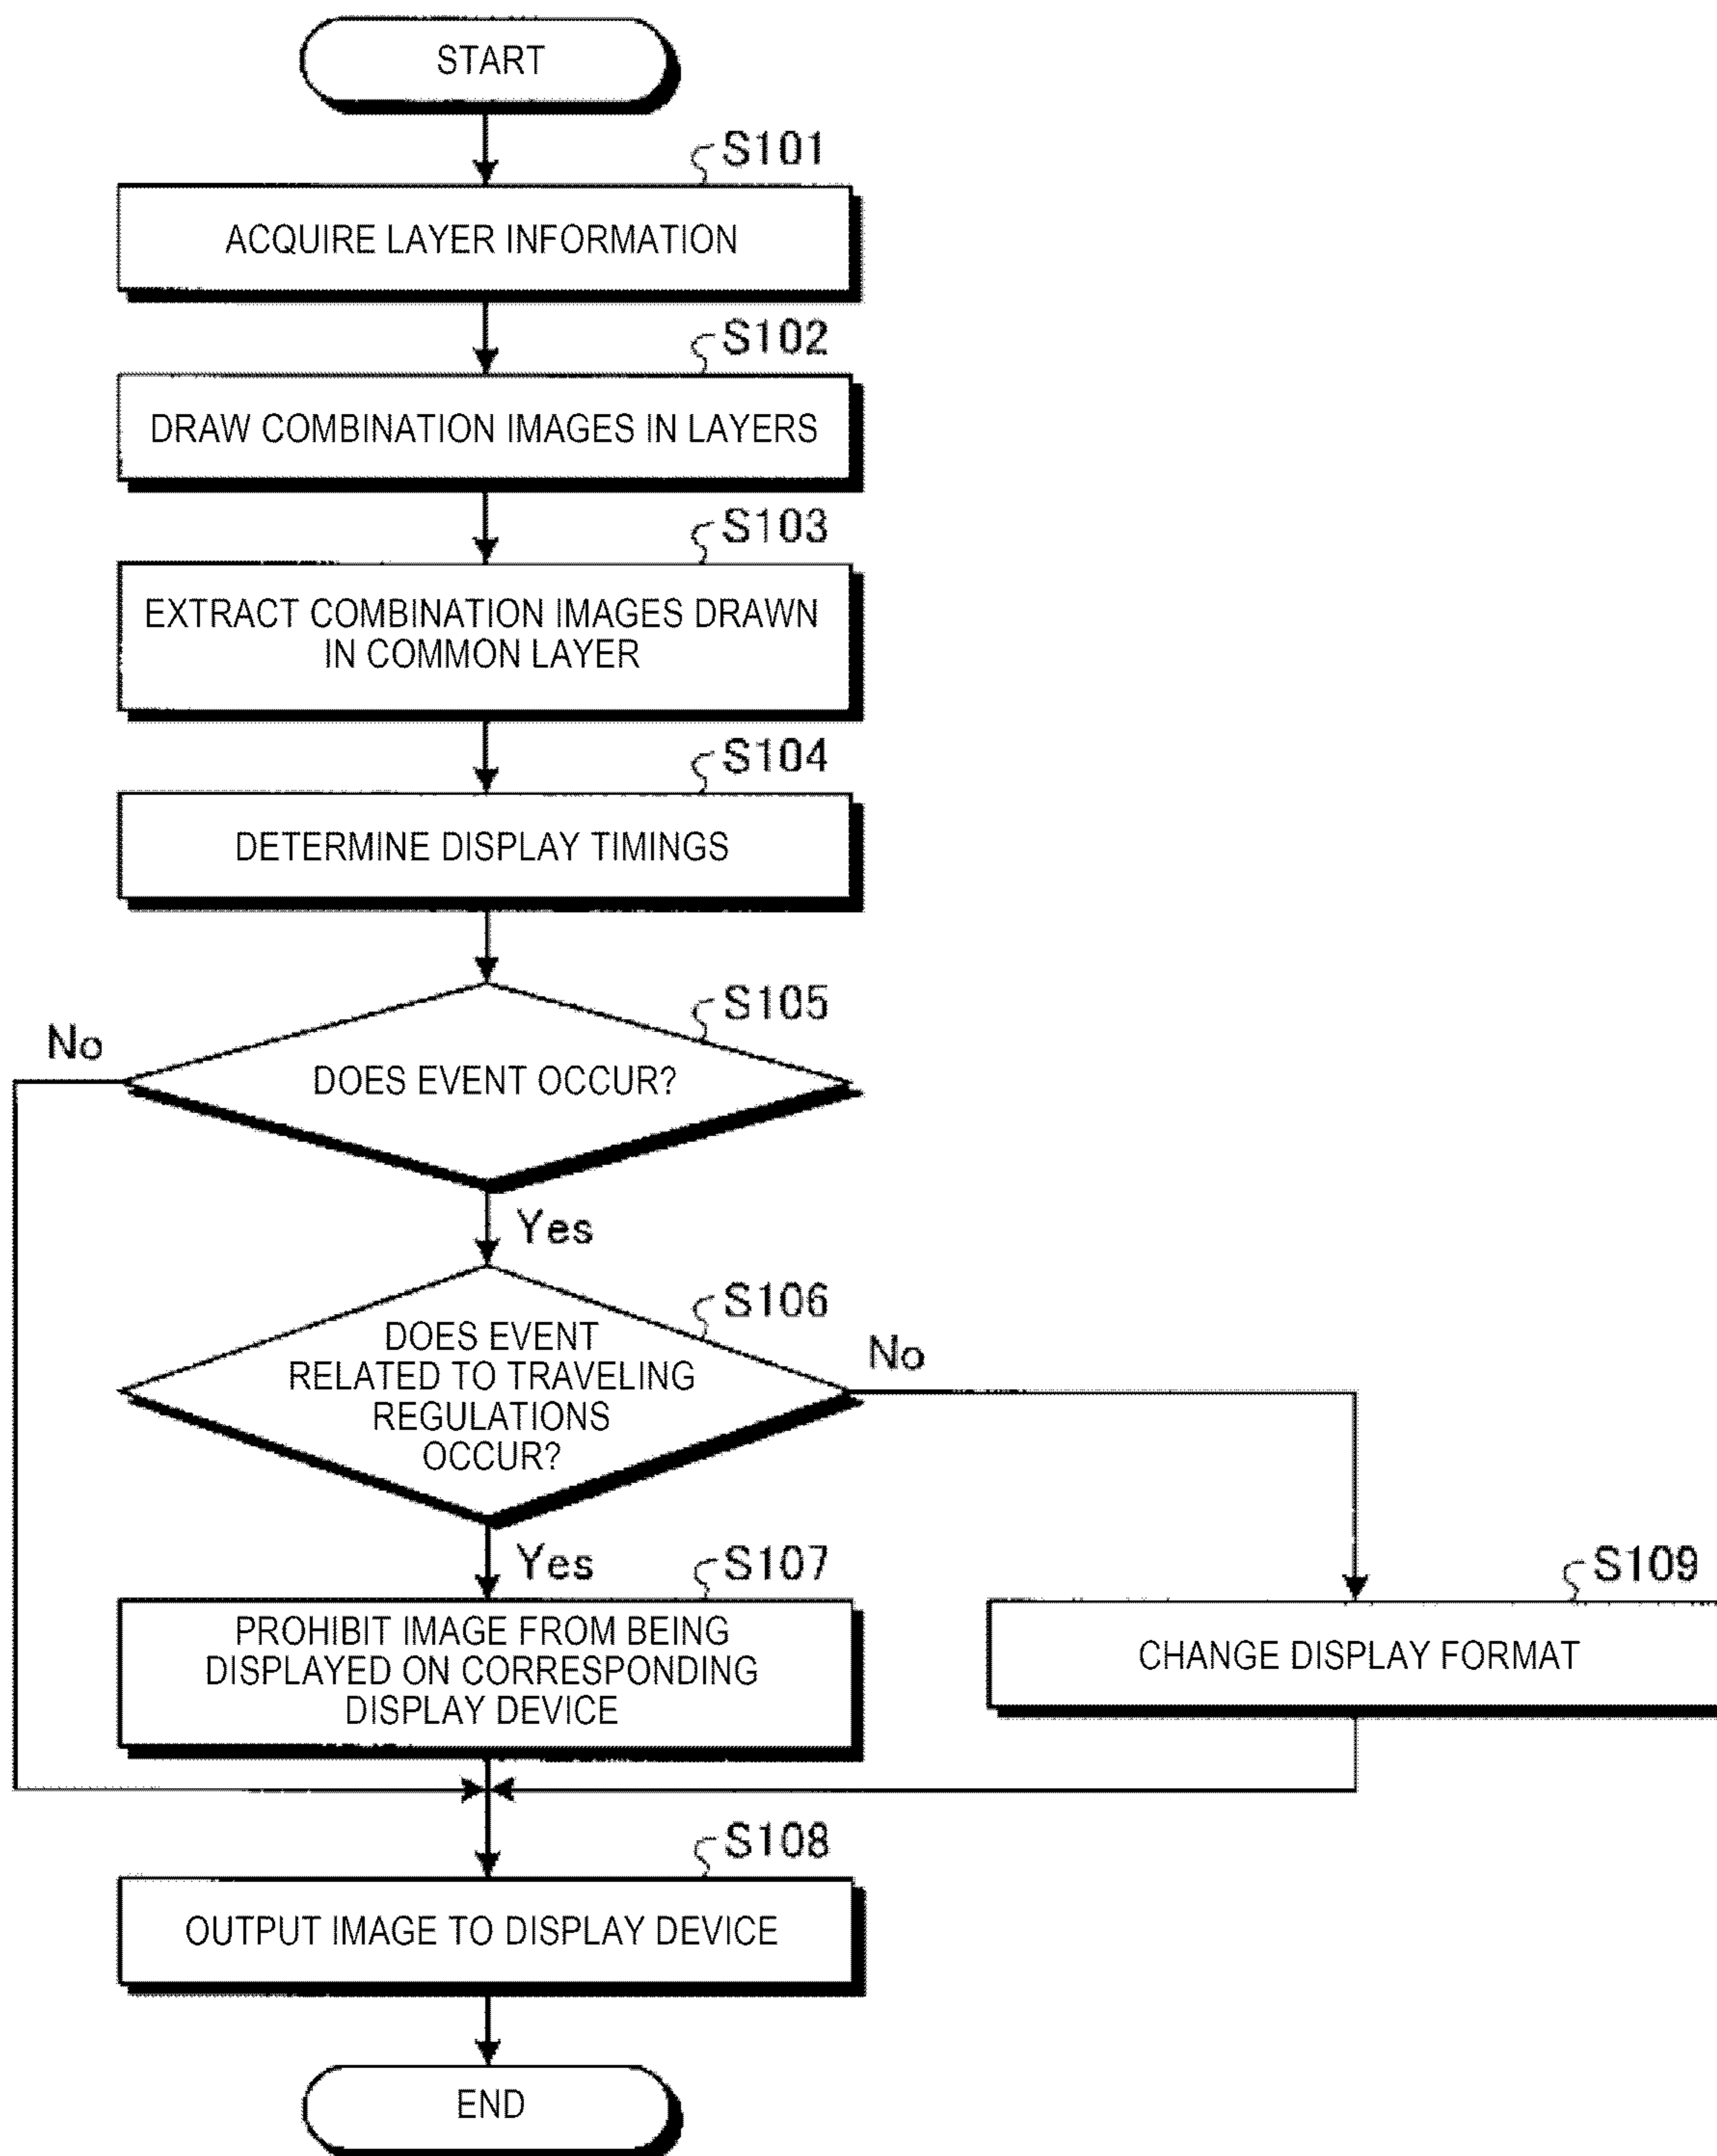 START
S101
ACQUIRE LAYER INFORMATION
S102
DRAW COMBINATION IMAGES IN LAYERS
S103
EXTRACT COMBINATION IMAGES DRAWN
IN COMMON LAYER
S104
DETERMINE DISPLAY TIMINGS
S105
No
DOES EVENT OCCUR?
Yes
S106
DOES EVENT
RELATED TO TRAVELING
REGULATIONS
OCCUR?
No
Yes
S107
PROHIBIT IMAGE FROM BEING
DISPLAYED ON CORRESPONDING
DISPLAY DEVICE
S109
CHANGE DISPLAY FORMAT
S108
OUTPUT IMAGE TO DISPLAY DEVICE
END